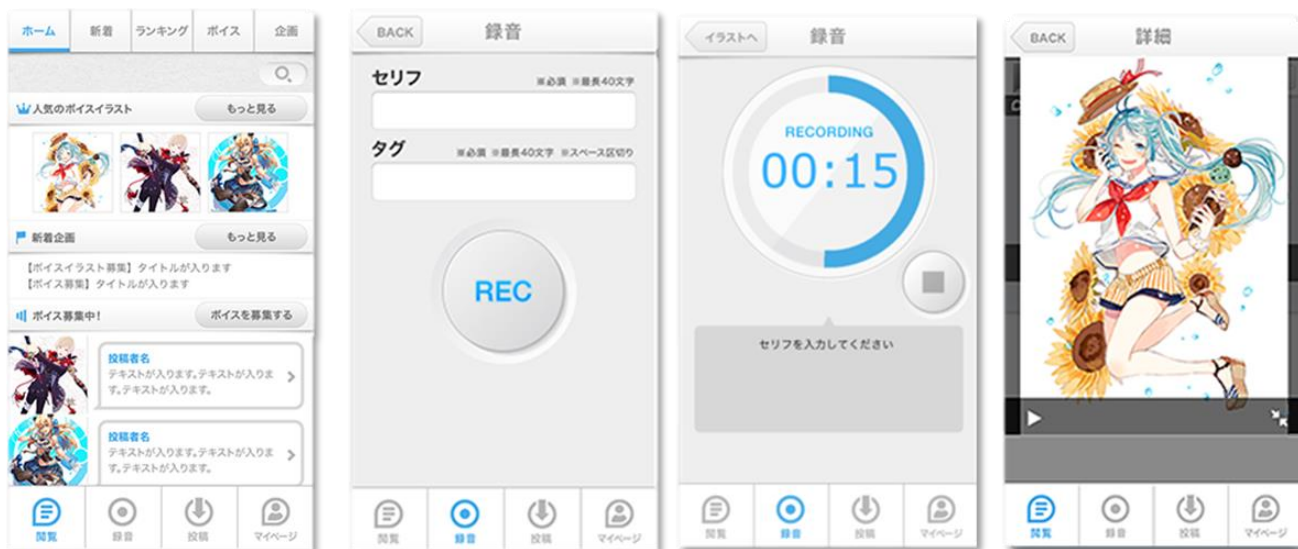 ホーム
新着
ランキング
ボイス
企画
人気のボイスイラスト
もっと見る
新着企画
もっと見る
【ボイスイラスト募集】タイトルが入ります
【ボイス募集】タイトルが入ります
ボイス募集中!
ボイスを募集する
投稿者名
テキストが入ります。テキストが入りま
す。テキストが入ります。
投稿者名
テキストが入ります。テキストが入りま
す。テキストが入ります。
閲覧
録音
投稿
マイページ
BACK
録音
セリフ
※必須 ※最長40文字
タグ
※必須 ※最長40文字 ※スペース区切り
REC
閲覧
録音
投稿
マイページ
イラストへ
録音
RECORDING
00:15
セリフを入力してください
閲覧
録音
投稿
マイページ
BACK
詳細
閲覧
録音
投稿
マイページ